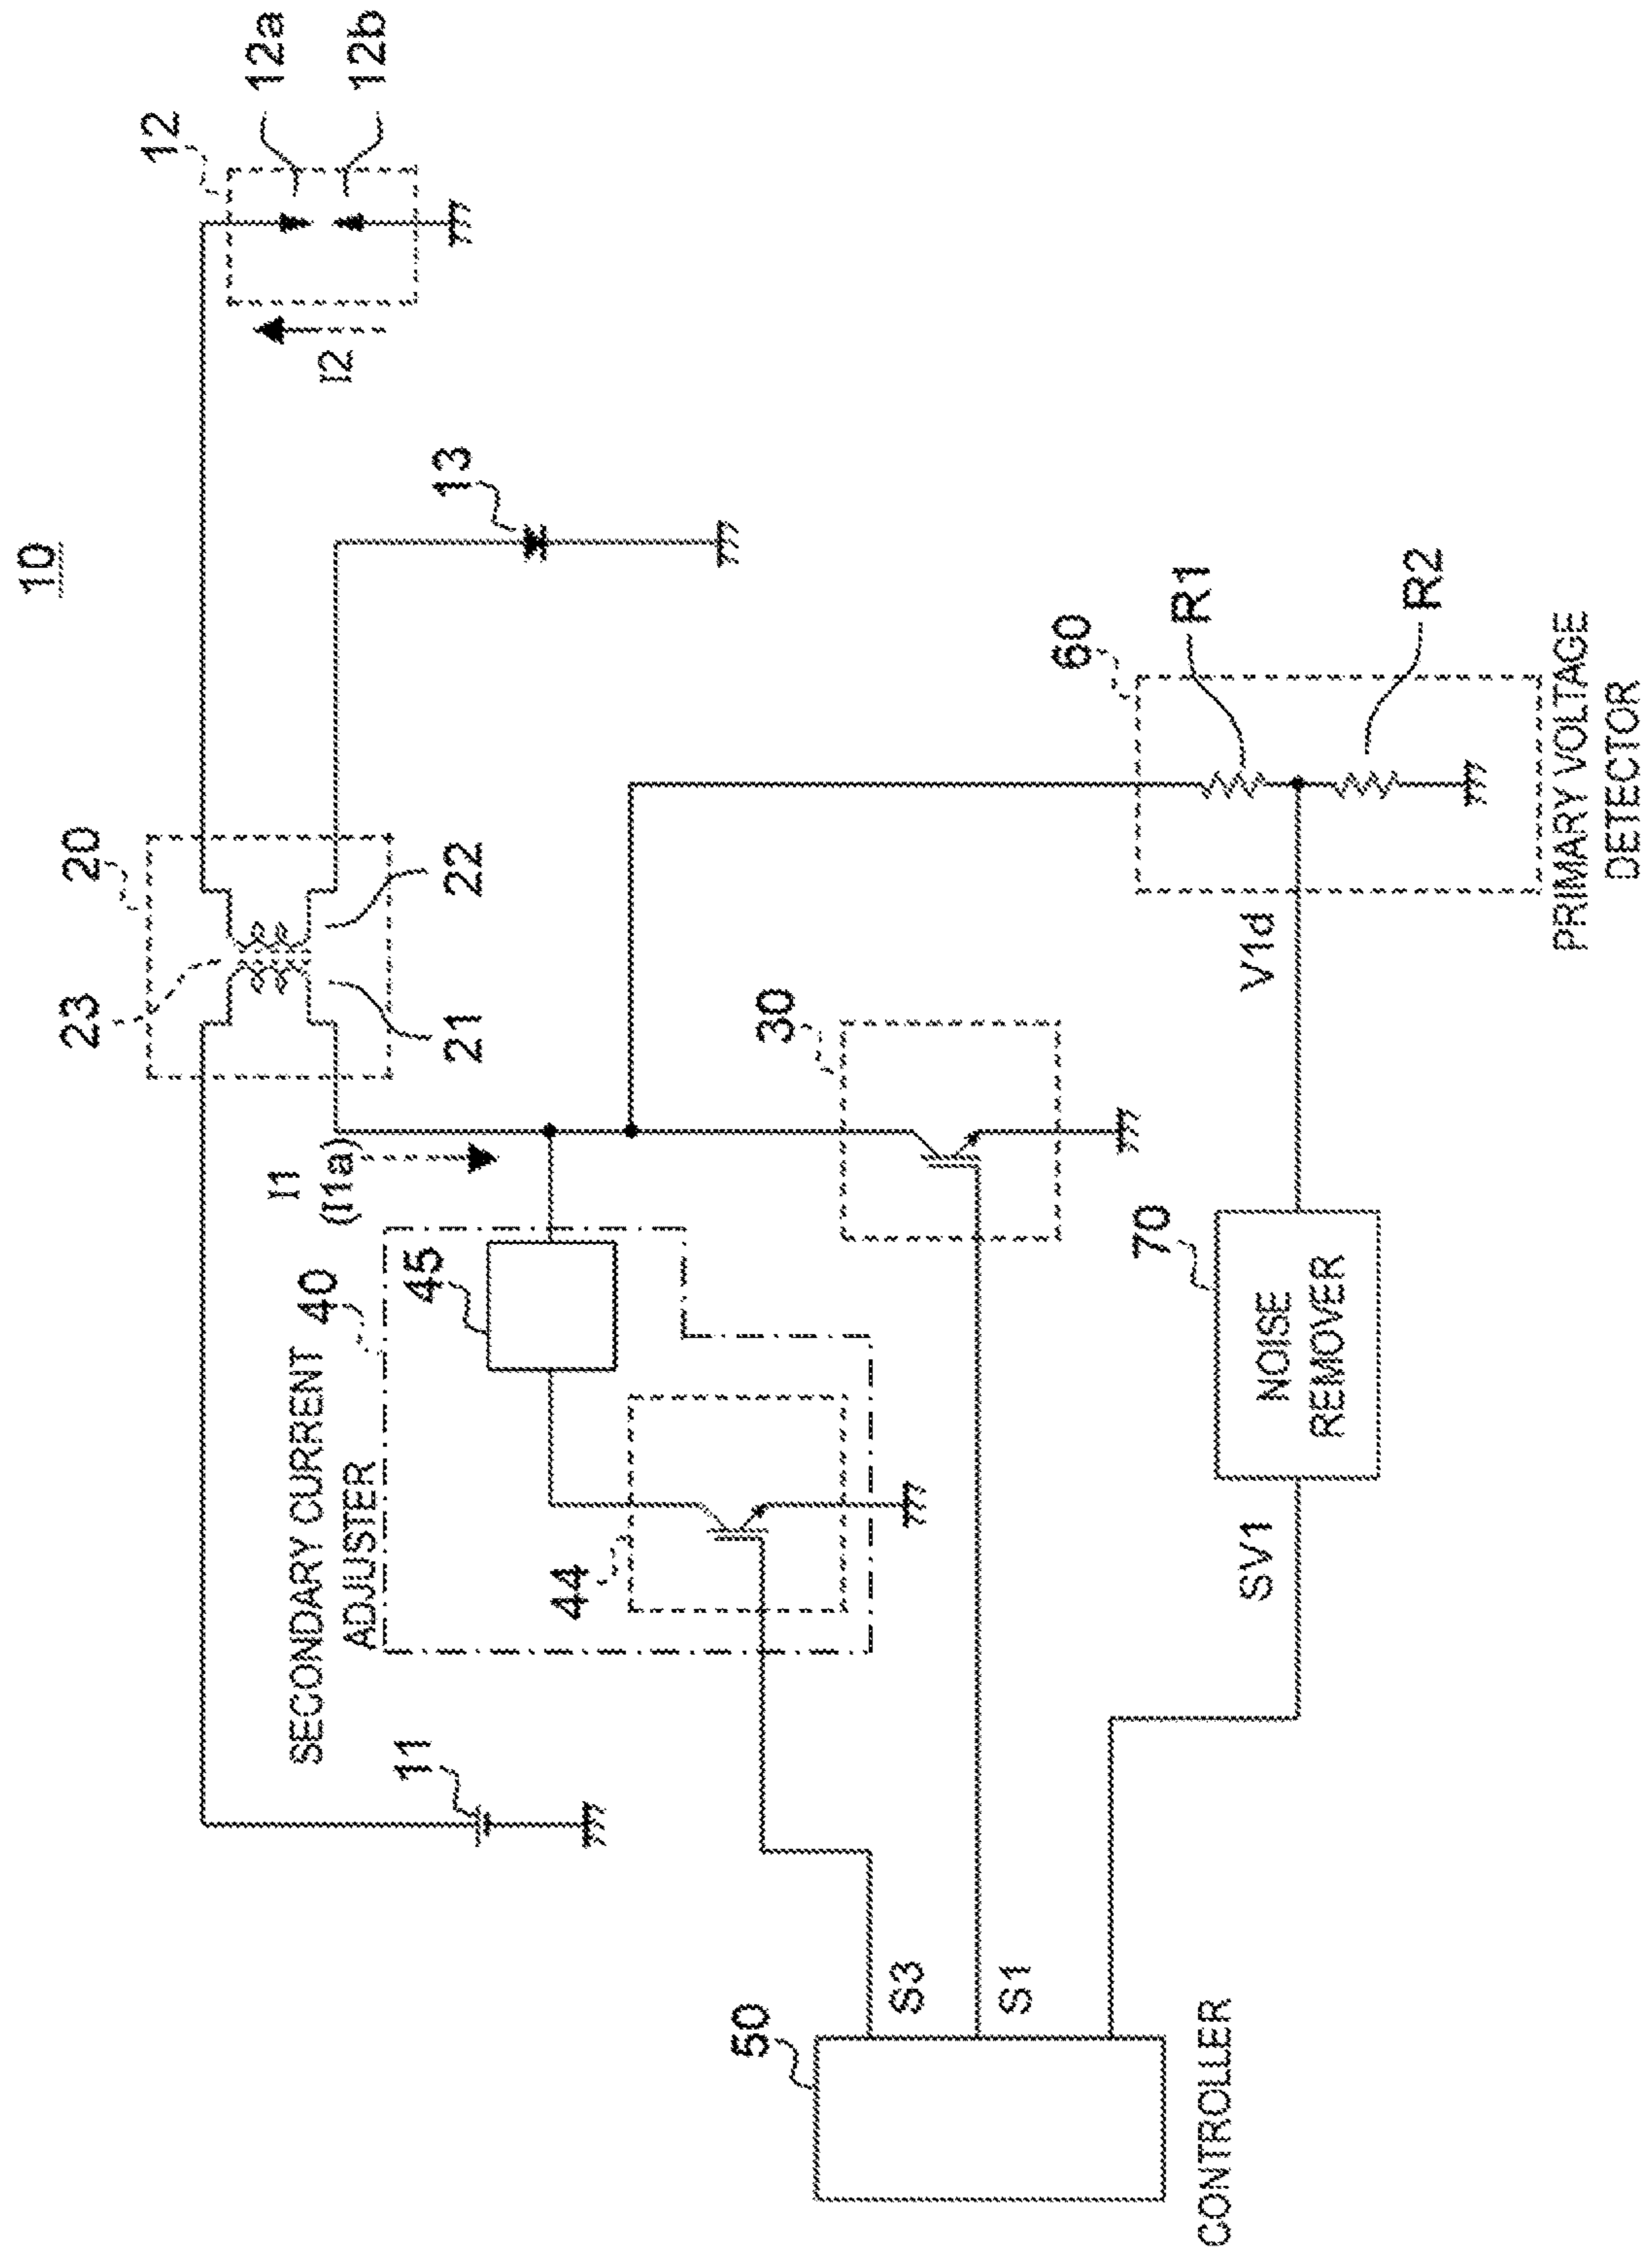 10
12
12a
12b
I2
13
20
23
22
21
I1
(I1a)
SECONDARY CURRENT
ADJUSTER
40
45
44
11
30
60
R1
R2
PRIMARY VOLTAGE
DETECTOR
V1d
70
NOISE
REMOVER
SV1
50
S3
S1
CONTROLLER